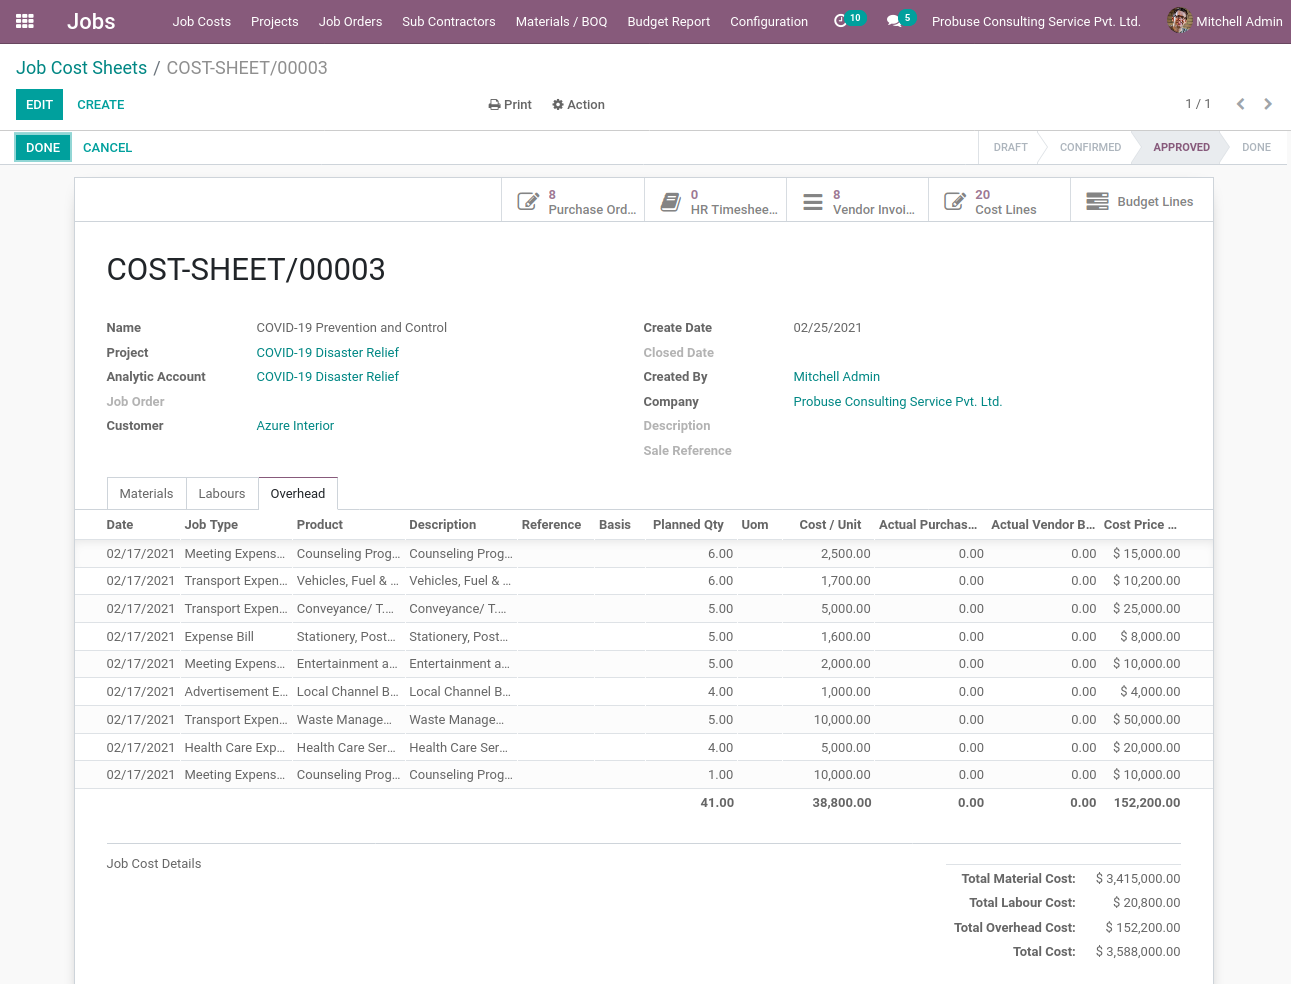 Jobs Job Costs Projects Job Orders Sub Contractors Materials / BOQ Budget Report Configuration 10 5 Probuse Consulting Service Pvt. Ltd. Mitchell Admin
Job Cost Sheets / COST-SHEET/00003
EDIT CREATE Print Action 1 / 1
DONE CANCEL DRAFT CONFIRMED APPROVED DONE
8 Purchase Ord... 0 HR Timeshee... 8 Vendor Invoi... 20 Cost Lines Budget Lines
COST-SHEET/00003
Name COVID-19 Prevention and Control Create Date 02/25/2021
Project COVID-19 Disaster Relief Closed Date
Analytic Account COVID-19 Disaster Relief Created By Mitchell Admin
Job Order Company Probuse Consulting Service Pvt. Ltd.
Customer Azure Interior Description
Sale Reference
Materials Labours Overhead
Date Job Type Product Description Reference Basis Planned Qty Uom Cost / Unit Actual Purchas... Actual Vendor B... Cost Price ...
02/17/2021 Meeting Expens... Counseling Prog... Counseling Prog... 6.00 2,500.00 0.00 0.00 $ 15,000.00
02/17/2021 Transport Expen... Vehicles, Fuel & ... Vehicles, Fuel & ... 6.00 1,700.00 0.00 0.00 $ 10,200.00
02/17/2021 Transport Expen... Conveyance/ T.... Conveyance/ T.... 5.00 5,000.00 0.00 0.00 $ 25,000.00
02/17/2021 Expense Bill Stationery, Post... Stationery, Post... 5.00 1,600.00 0.00 0.00 $ 8,000.00
02/17/2021 Meeting Expens... Entertainment a... Entertainment a... 5.00 2,000.00 0.00 0.00 $ 10,000.00
02/17/2021 Advertisement E... Local Channel B... Local Channel B... 4.00 1,000.00 0.00 0.00 $ 4,000.00
02/17/2021 Transport Expen... Waste Manage... Waste Manage... 5.00 10,000.00 0.00 0.00 $ 50,000.00
02/17/2021 Health Care Exp... Health Care Ser... Health Care Ser... 4.00 5,000.00 0.00 0.00 $ 20,000.00
02/17/2021 Meeting Expens... Counseling Prog... Counseling Prog... 1.00 10,000.00 0.00 0.00 $ 10,000.00
41.00 38,800.00 0.00 0.00 152,200.00
Job Cost Details
Total Material Cost: $ 3,415,000.00
Total Labour Cost: $ 20,800.00
Total Overhead Cost: $ 152,200.00
Total Cost: $ 3,588,000.00